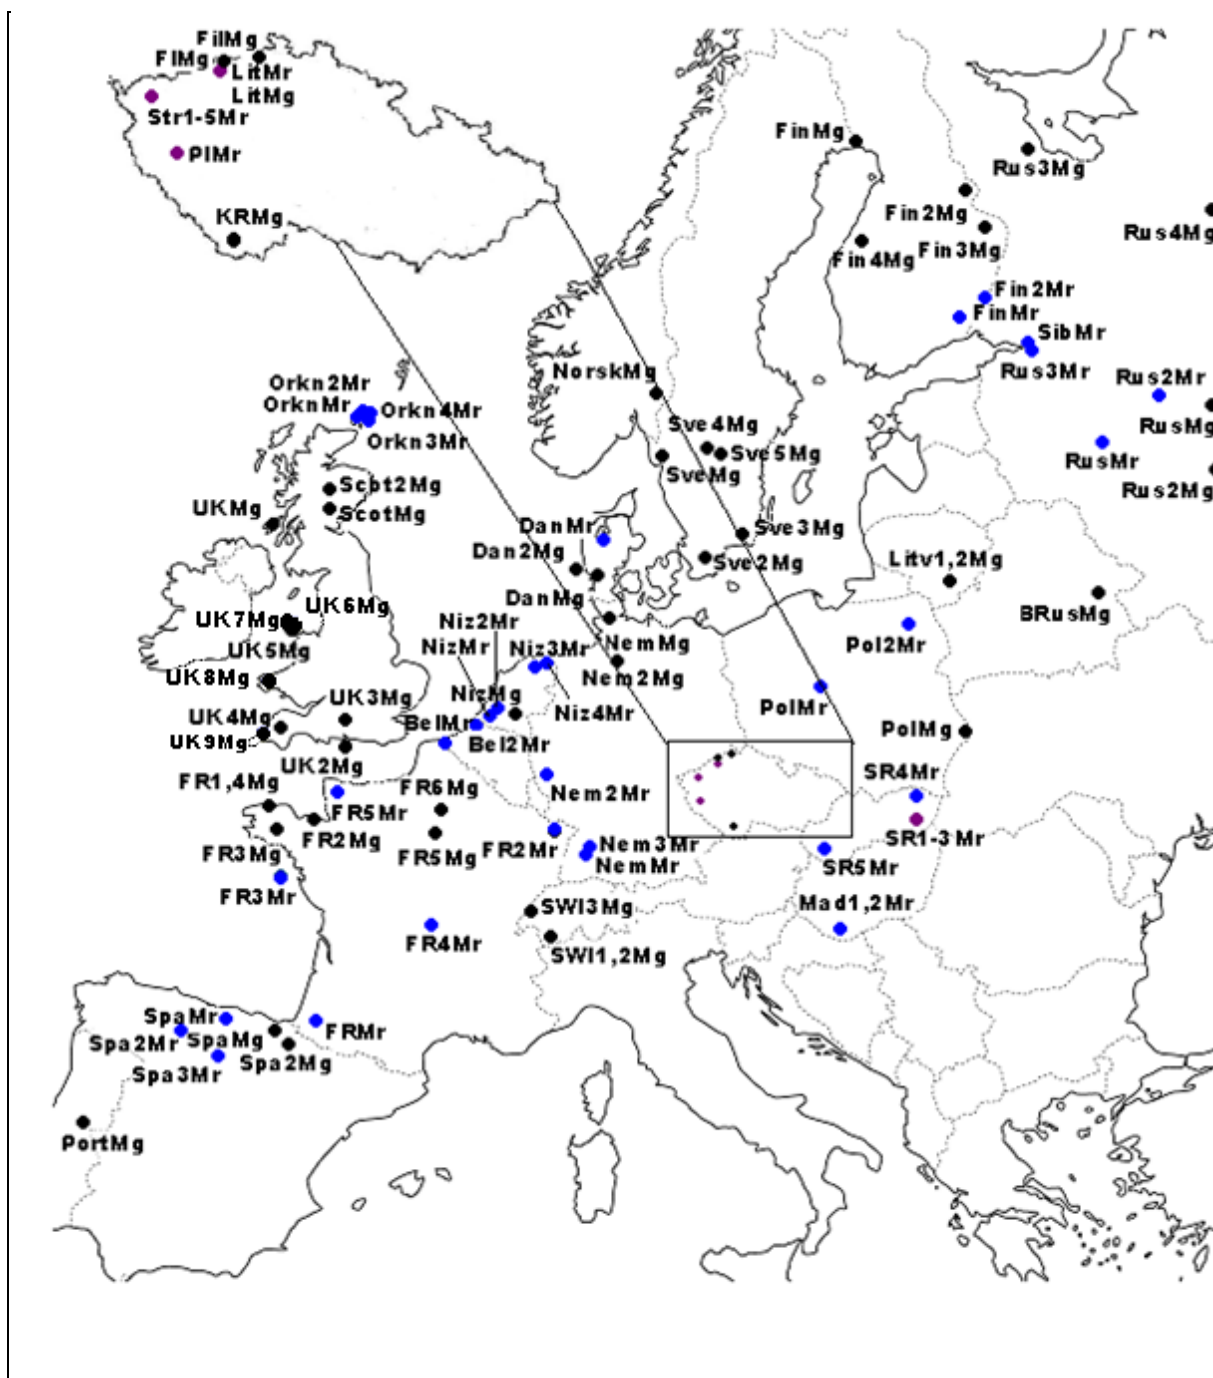 FilMg
FlMg
LitMr
LitMg
Str1-5Mr
PlMr
KRMg
FinMg
Rus3Mg
Fin2Mg
Rus4Mg
Fin4Mg
Fin3Mg
Fin2Mr
FinMr
SibMr
Rus3Mr
NorskMg
Rus2Mr
Orkn2Mr
OrknMr
Orkn4Mr
RusMg
Orkn3Mr
Sve4Mg
Sve5Mg
SveMg
RusMr
Rus2Mg
Scot2Mg
UKMg
ScotMg
DanMr
Sve3Mg
Dan2Mg
Sve2Mg
Litv1,2Mg
DanMg
UK6Mg
UK7Mg
BRusMg
Niz2Mr
UK5Mg
NizMr
Niz3Mr
NemMg
Pol2Mr
UK8Mg
Nem2Mg
UK3Mg
NizMg
PolMr
Niz4Mr
UK4Mg
BelMr
PolMg
UK9Mg
Bel2Mr
UK2Mg
FR1,4Mg
FR6Mg
SR4Mr
Nem2Mr
FR5Mr
FR2Mg
SR1-3Mr
FR3Mg
FR5Mg
FR2Mr
Nem3Mr
NemMr
SR5Mr
FR3Mr
SWI3Mg
Mad1,2Mr
FR4Mr
SWI1,2Mg
SpaMr
FRMr
Spa2Mr
SpaMg
Spa2Mg
Spa3Mr
PortMg